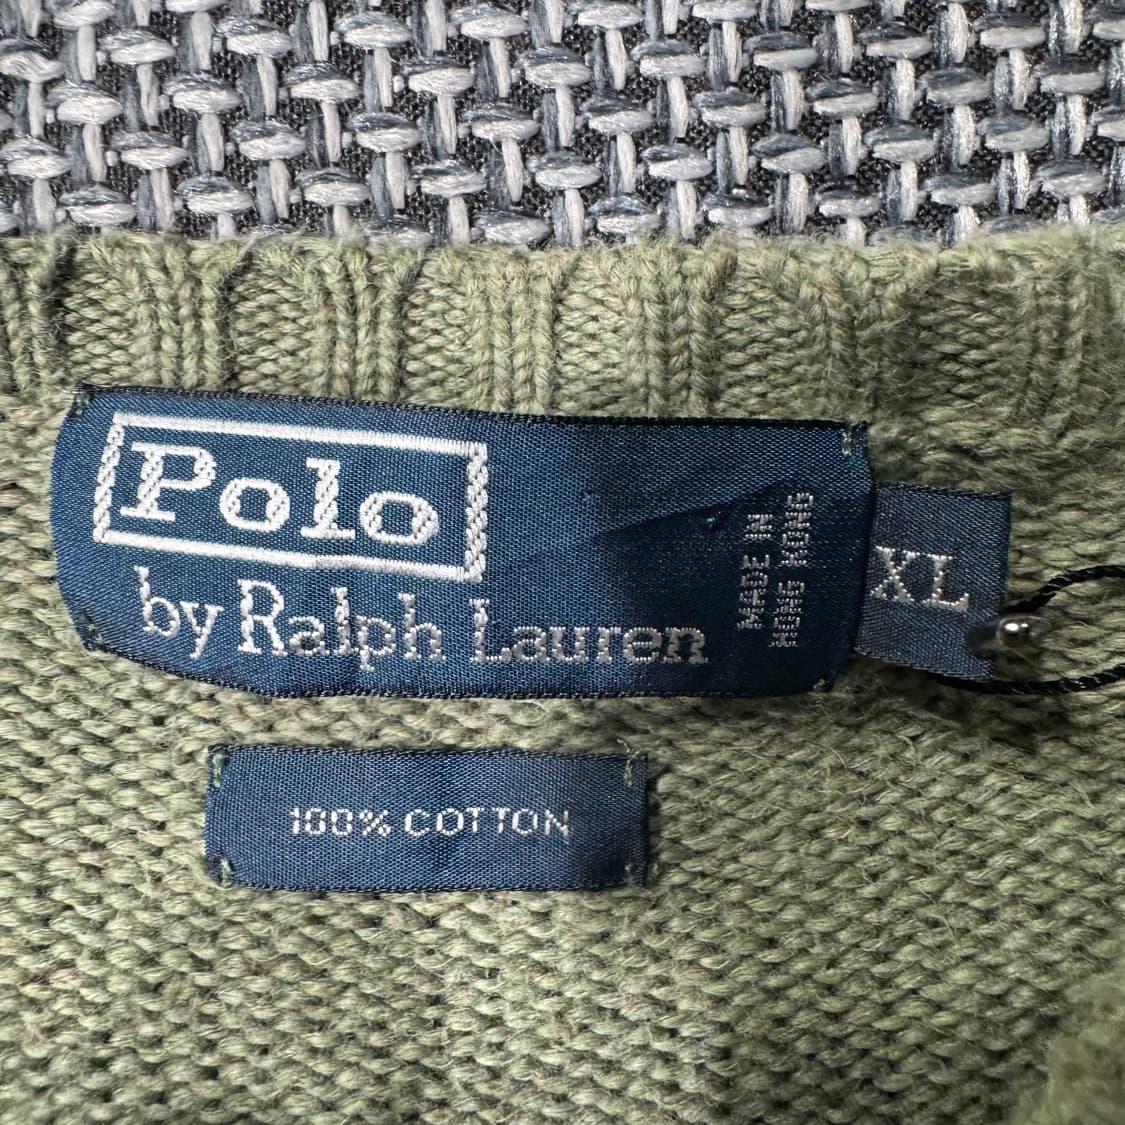 Polo
by Ralph Lauren
MADE IN
HONG KONG
XL
100% COTTON